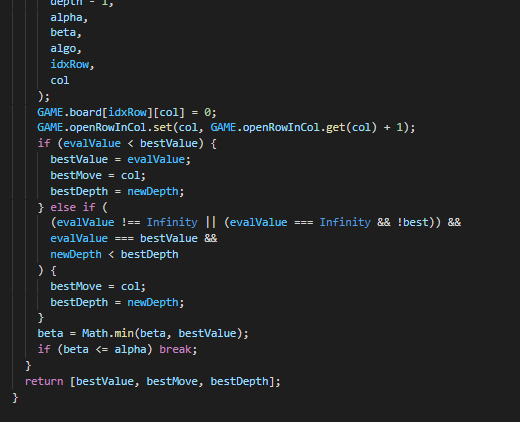 depth - 1,
alpha,
beta,
algo,
idxRow,
col
);
GAME.board[idxRow][col] = 0;
GAME.openRowInCol.set(col, GAME.openRowInCol.get(col) + 1);
if (evalValue < bestValue) {
bestValue = evalValue;
bestMove = col;
bestDepth = newDepth;
} else if (
(evalValue !== Infinity || (evalValue === Infinity && !best)) &&
evalValue === bestValue &&
newDepth < bestDepth
) {
bestMove = col;
bestDepth = newDepth;
}
beta = Math.min(beta, bestValue);
if (beta <= alpha) break;
}
return [bestValue, bestMove, bestDepth];
}